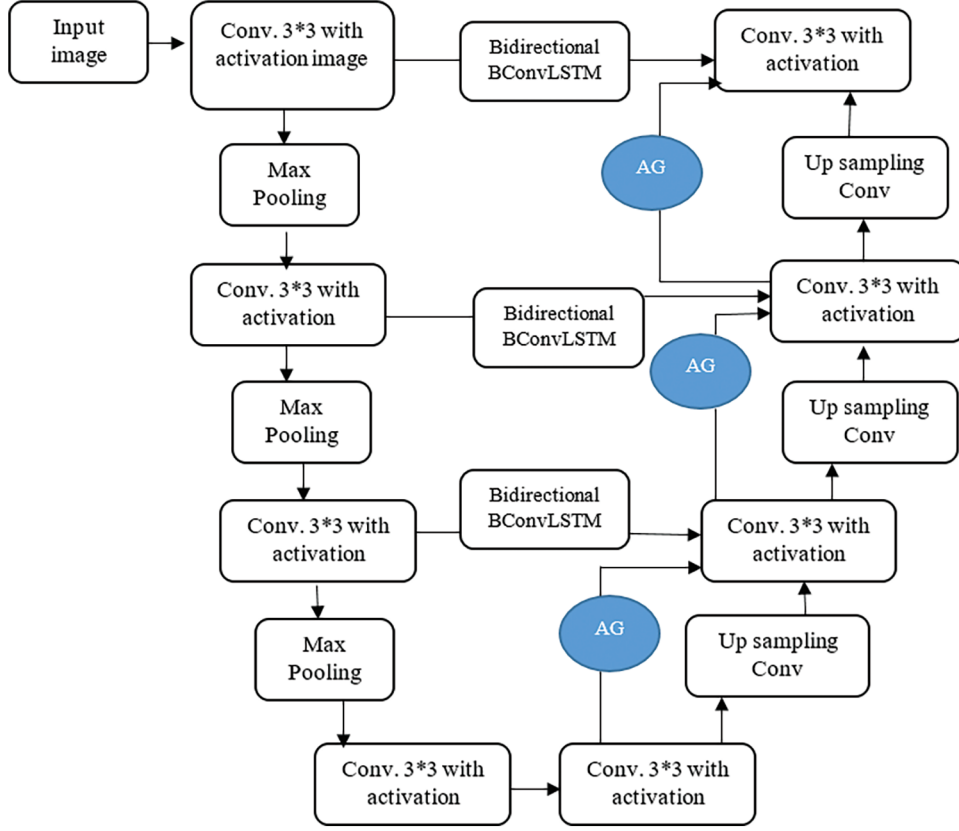 Input
image
Conv. 3*3 with
activation image
Bidirectional
BConvLSTM
Conv. 3*3 with
activation
Max
Pooling
AG
Up sampling
Conv
Conv. 3*3 with
activation
Bidirectional
BConvLSTM
Conv. 3*3 with
activation
Max
Pooling
AG
Up sampling
Conv
Conv. 3*3 with
activation
Bidirectional
BConvLSTM
Conv. 3*3 with
activation
Max
Pooling
AG
Up sampling
Conv
Conv. 3*3 with
activation
Conv. 3*3 with
activation